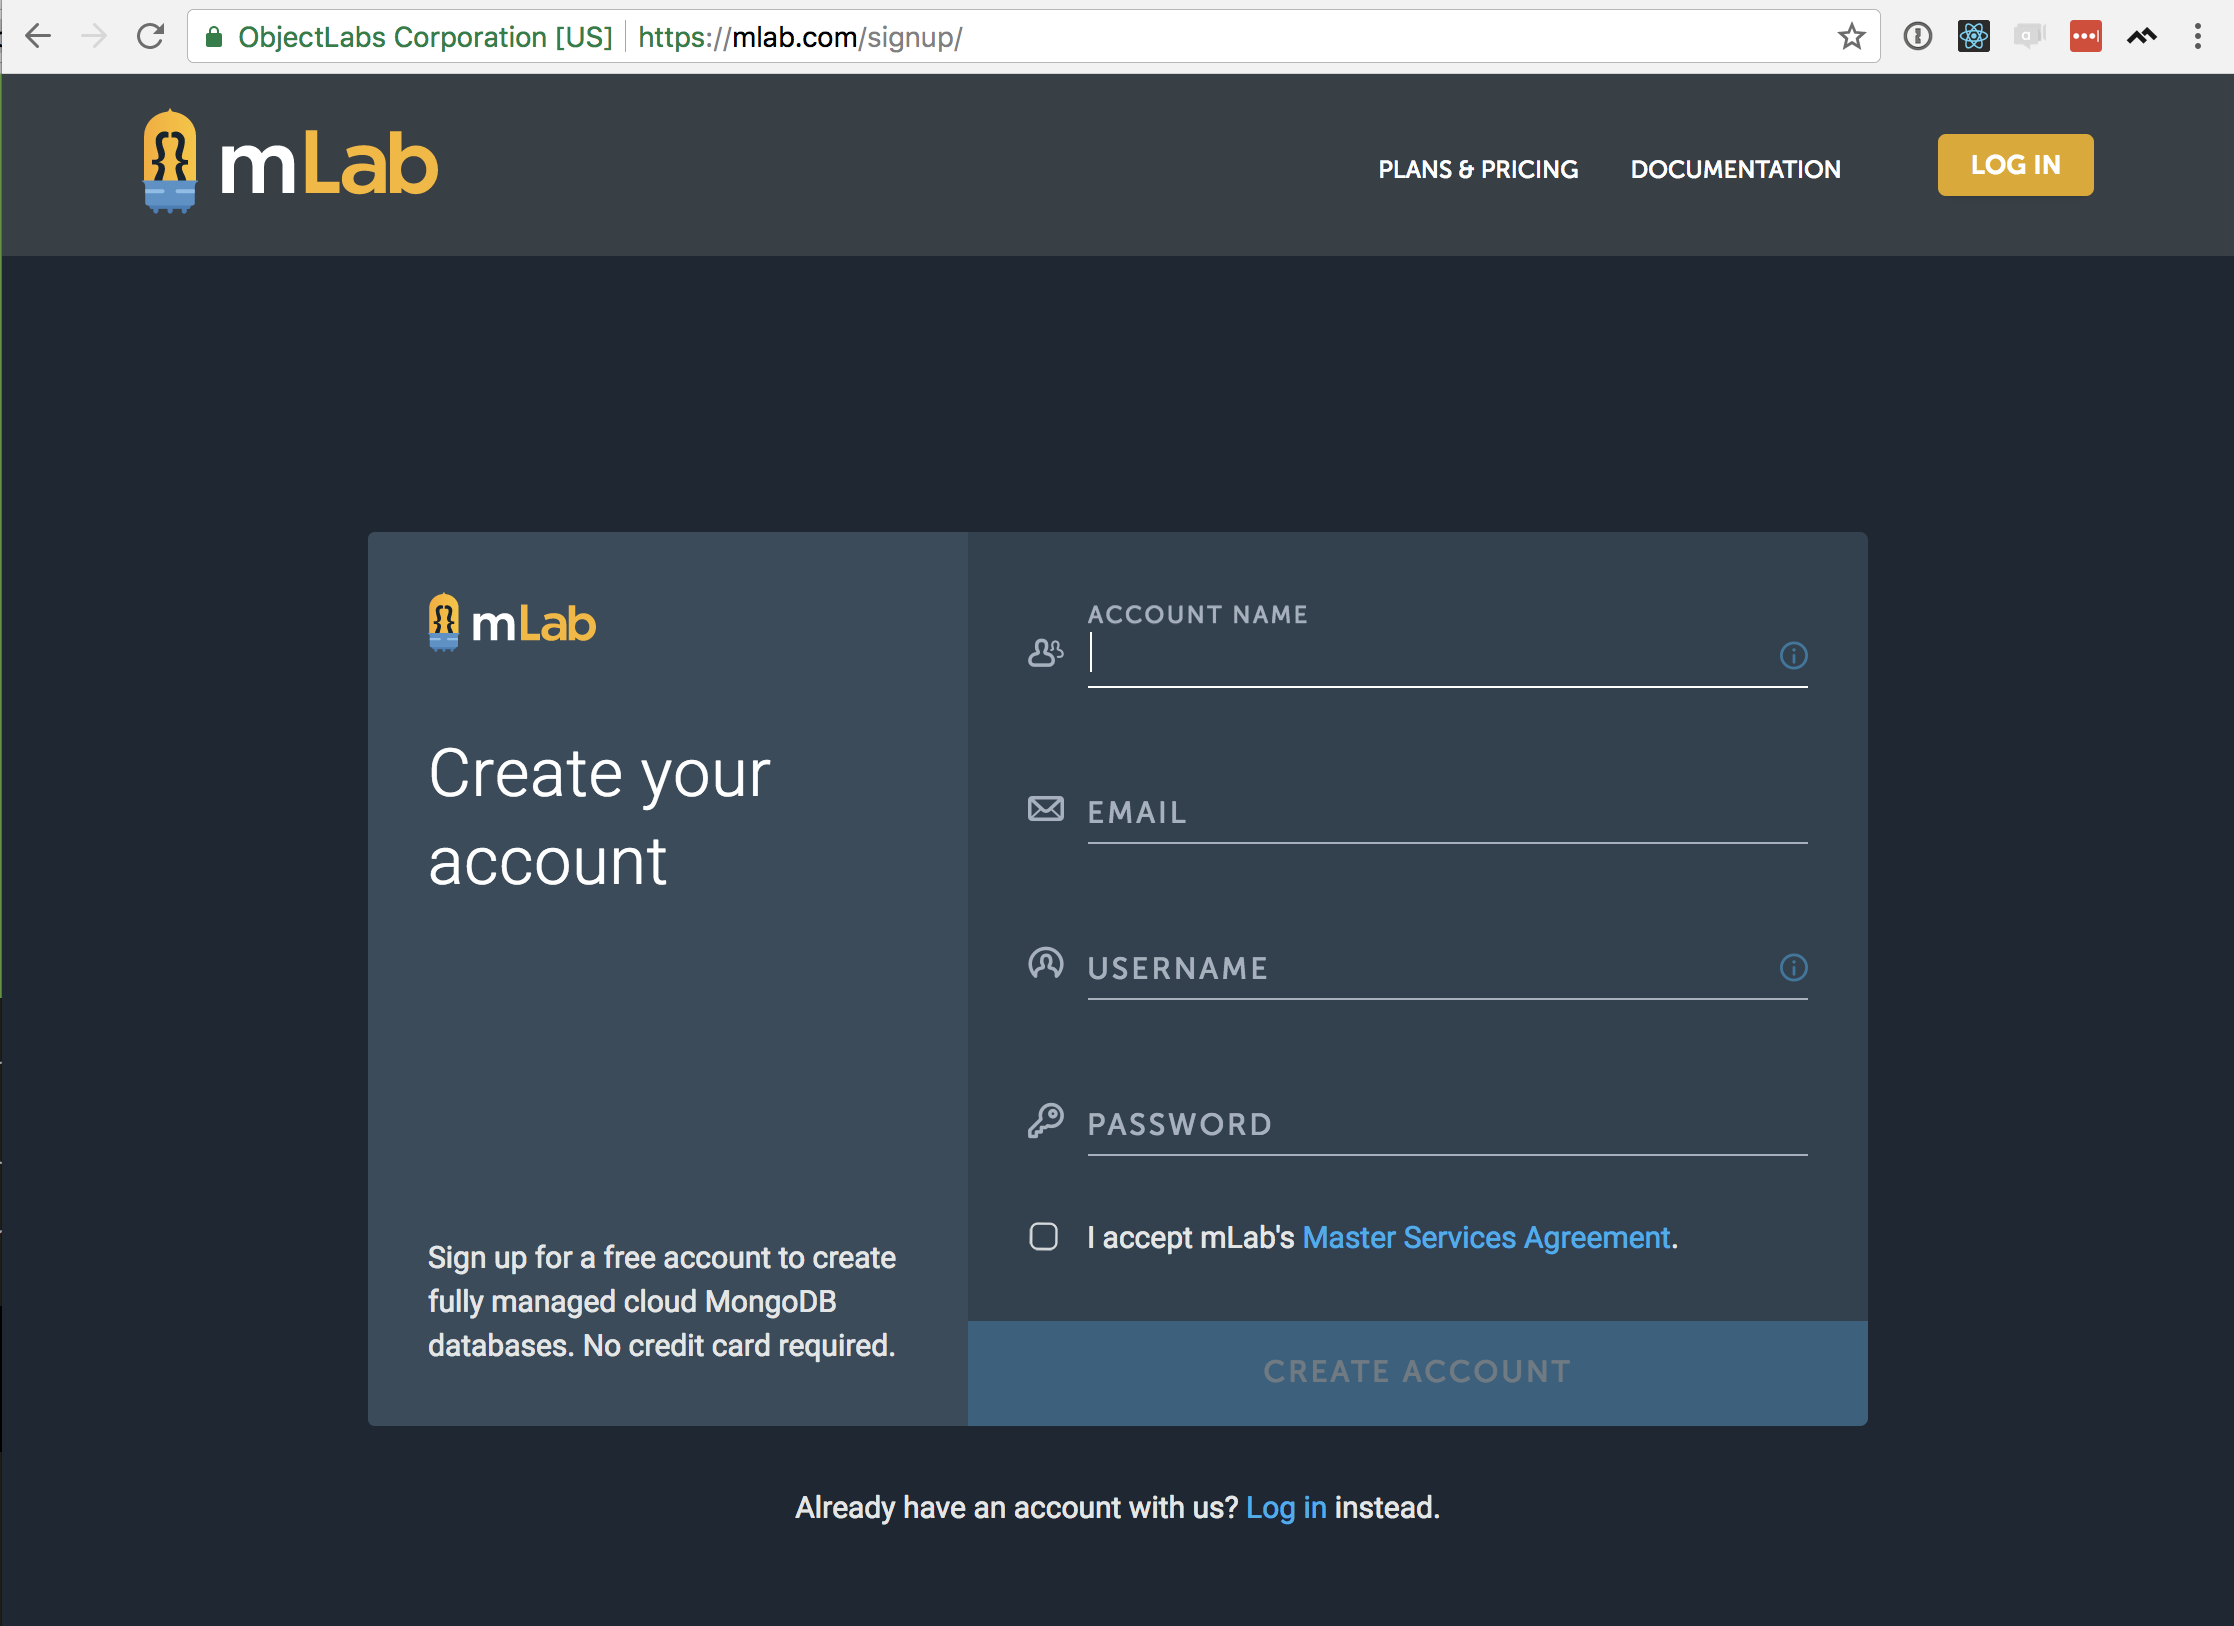 ObjectLabs Corporation [US] https://mlab.com/signup/
mLab
PLANS & PRICING
DOCUMENTATION
LOG IN
mLab
Create your
account
Sign up for a free account to create
fully managed cloud MongoDB
databases. No credit card required.
ACCOUNT NAME
EMAIL
USERNAME
PASSWORD
I accept mLab's Master Services Agreement.
CREATE ACCOUNT
Already have an account with us? Log in instead.